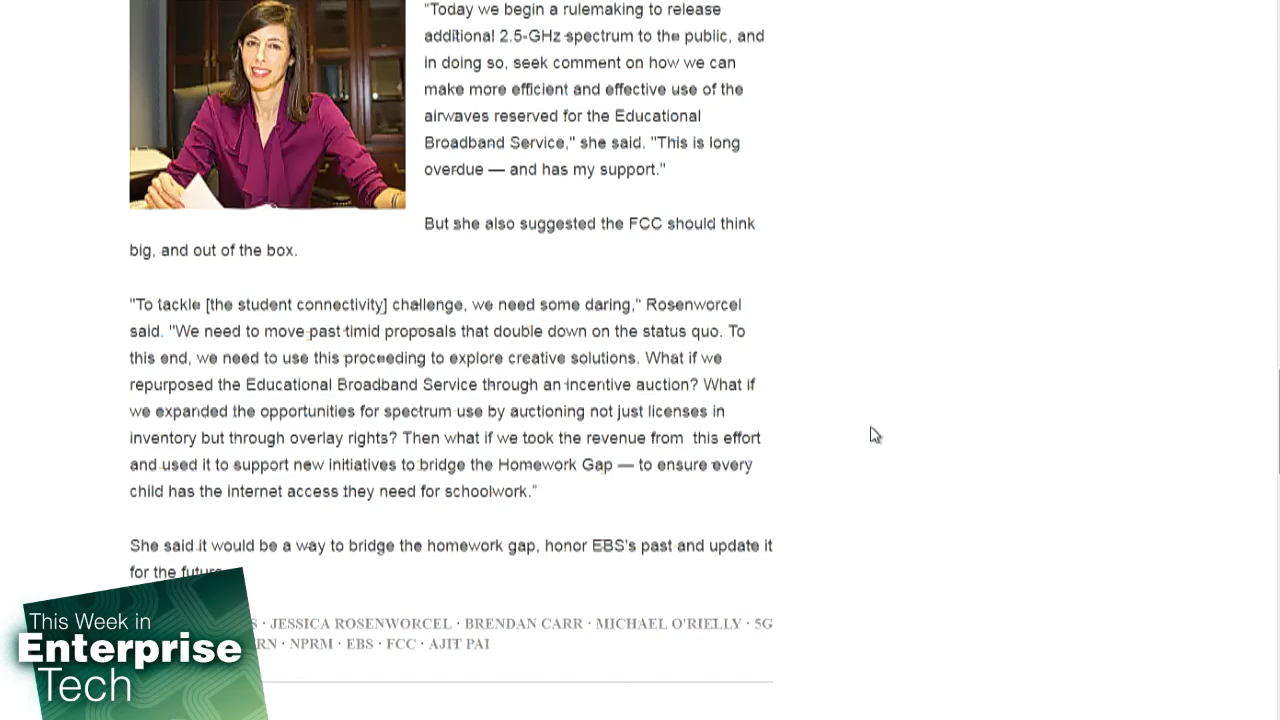 "Today we begin a rulemaking to release
additional 2.5-GHz spectrum to the public, and
in doing so, seek comment on how we can
make more efficient and effective use of the
airwaves reserved for the Educational
Broadband Service," she said. "This is long
overdue — and has my support."
But she also suggested the FCC should think
big, and out of the box.
"To tackle [the student connectivity] challenge, we need some daring," Rosenworcel
said. "We need to move past timid proposals that double down on the status quo. To
this end, we need to use this proceeding to explore creative solutions. What if we
repurposed the Educational Broadband Service through an incentive auction? What if
we expanded the opportunities for spectrum use by auctioning not just licenses in
inventory but through overlay rights? Then what if we took the revenue from this effort
and used it to support new initiatives to bridge the Homework Gap — to ensure every
child has the internet access they need for schoolwork."
She said it would be a way to bridge the homework gap, honor EBS's past and update it
for the future
S · JESSICA ROSENWORCEL · BRENDAN CARR · MICHAEL O'RIELLY · 5G
RN · NPRM · EBS · FCC · AJIT PAI
This Week in
Enterprise
Tech